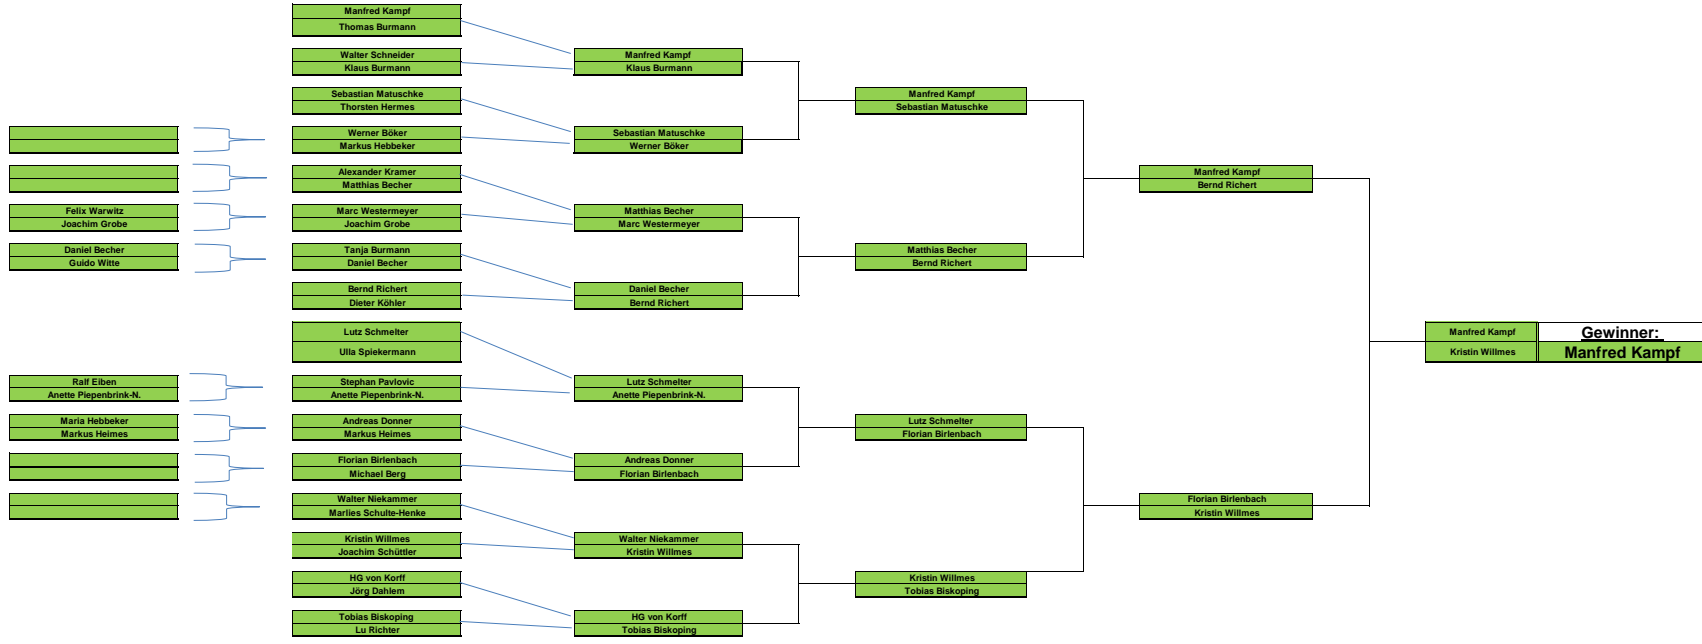 Felix Warwitz
Joachim Grobe
Daniel Becher
Guido Witte
Ralf Eiben
Anette Piepenbrink-N.
Maria Hebbeker
Markus Heimes
Manfred Kampf
Thomas Burmann
Walter Schneider
Klaus Burmann
Sebastian Matuschke
Thorsten Hermes
Werner Böker
Markus Hebbeker
Alexander Kramer
Matthias Becher
Marc Westermeyer
Joachim Grobe
Tanja Burmann
Daniel Becher
Bernd Richert
Dieter Köhler
Lutz Schmelter
Ulla Spiekermann
Stephan Pavlovic
Anette Piepenbrink-N.
Andreas Donner
Markus Heimes
Florian Birlenbach
Michael Berg
Walter Niekammer
Marlies Schulte-Henke
Kristin Willmes
Joachim Schüttler
HG von Korff
Jörg Dahlem
Tobias Biskoping
Lu Richter
Manfred Kampf
Klaus Burmann
Sebastian Matuschke
Werner Böker
Matthias Becher
Marc Westermeyer
Daniel Becher
Bernd Richert
Lutz Schmelter
Anette Piepenbrink-N.
Andreas Donner
Florian Birlenbach
Walter Niekammer
Kristin Willmes
HG von Korff
Tobias Biskoping
Manfred Kampf
Sebastian Matuschke
Matthias Becher
Bernd Richert
Lutz Schmelter
Florian Birlenbach
Kristin Willmes
Tobias Biskoping
Manfred Kampf
Bernd Richert
Florian Birlenbach
Kristin Willmes
Manfred Kampf
Kristin Willmes
Gewinner:
Manfred Kampf